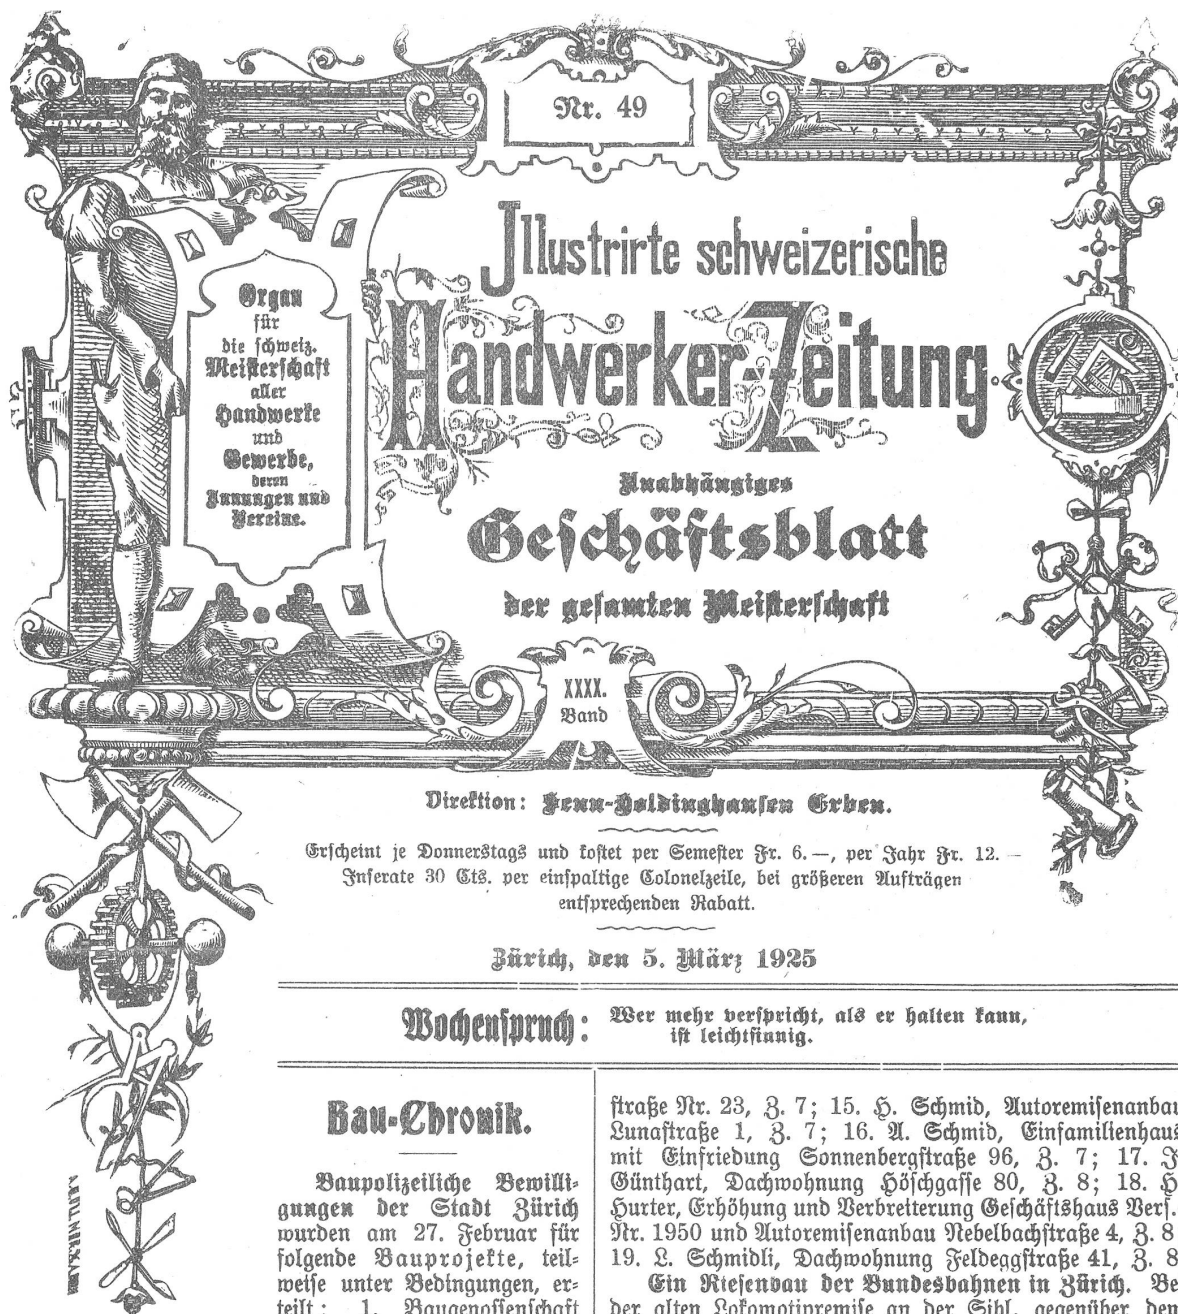 Nr. 49
Illustrirte schweizerische
Handwerker-Zeitung
Organ
für
die schweiz.
Meisterschaft
aller
Handwerke
und
Gewerbe,
deren
Innungen und
Vereine.
Unabhängiges
Geschäftsblatt
der gesamten Meisterschaft
XXXX.
Band
Direktion: Senn-Holdinghausen Erben.
Erscheint je Donnerstags und kostet per Semester Fr. 6.—, per Jahr Fr. 12.—
Inserate 30 Cts. per einspaltige Colonelzeile, bei größeren Aufträgen
entsprechenden Rabatt.
Zürich, den 5. März 1925
Wochenspruch: Wer mehr verspricht, als er halten kann,
ist leichtsinnig.
Bau-Chronik.
Baupolizeiliche Bewilli-
gungen der Stadt Zürich
wurden am 27. Februar für
folgende Bauprojekte, teil-
weise unter Bedingungen, er-
teilt: 1. Baugenossenschaft
straße Nr. 23, Z. 7; 15. H. Schmid, Autoremisenanbau
Lunastraße 1, Z. 7; 16. A. Schmid, Einfamilienhaus
mit Einfriedung Sonnenbergstraße 96, Z. 7; 17. J
Günthart, Dachwohnung Höschgasse 80, Z. 8; 18. H
Hurter, Erhöhung und Verbreiterung Geschäftshaus Vers.
Nr. 1950 und Autoremisenanbau Nebelbachstraße 4, Z. 8
19. L. Schmidli, Dachwohnung Feldeggstraße 41, Z. 8
Ein Riesenbau der Bundesbahnen in Zürich. Be
der alten Lokomotivremise an der Sihl, gegenüber dem